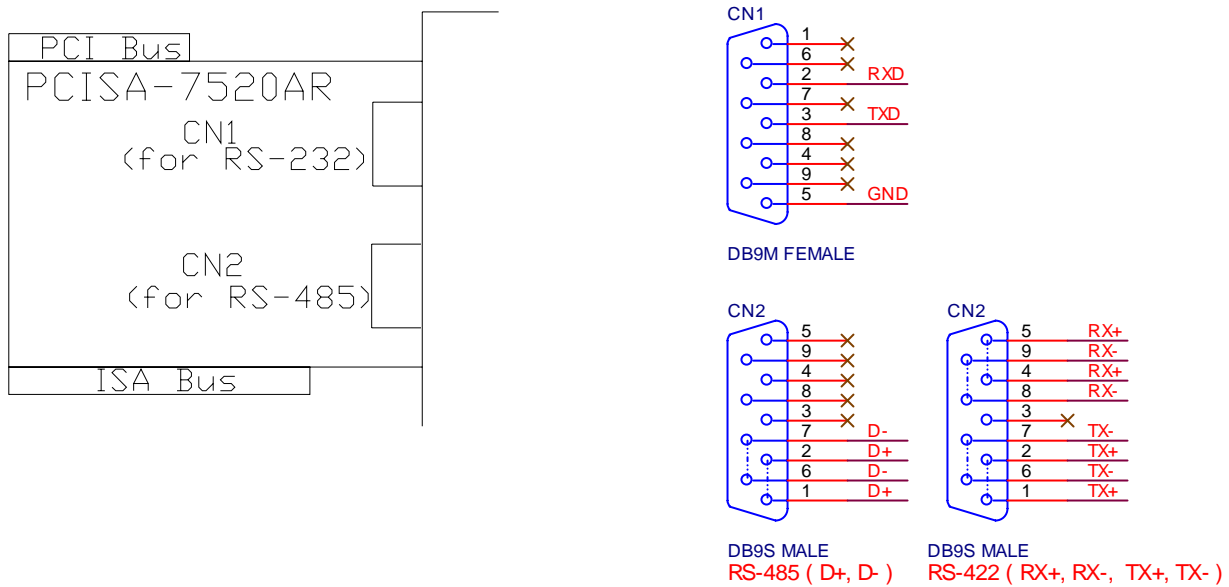 PCI Bus
PCISA-7520AR
CN1
(for RS-232)
CN2
(for RS-485)
ISA Bus
CN1
1
6
2 RXD
7
3 TXD
8
4
9
5 GND
DB9M FEMALE
CN2
5
9
4
8
3
7 D-
2 D+
6 D-
1 D+
DB9S MALE
RS-485 ( D+, D- )
CN2
5 RX+
9 RX-
4 RX+
8 RX-
3
7 TX-
2 TX+
6 TX-
1 TX+
DB9S MALE
RS-422 ( RX+, RX-, TX+, TX- )